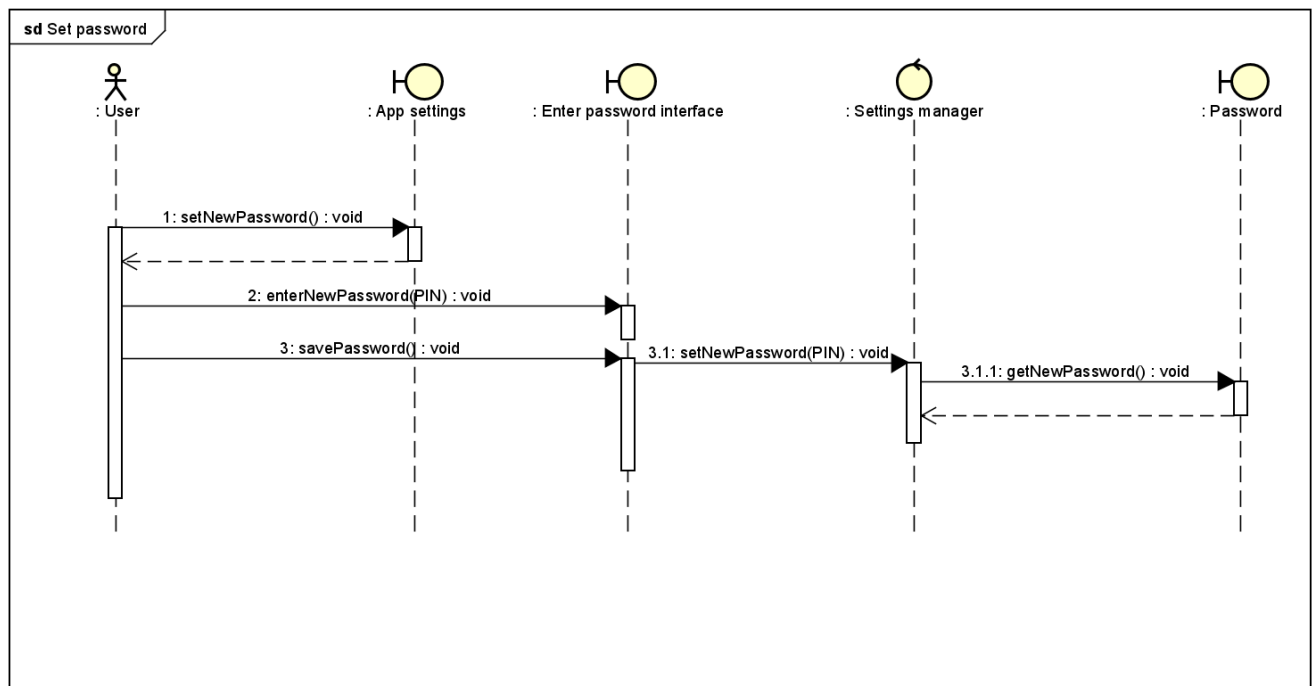 sd Set password
: User
: App settings
: Enter password interface
: Settings manager
: Password
1: setNewPassword() : void
2: enterNewPassword(PIN) : void
3: savePassword() : void
3.1: setNewPassword(PIN) : void
3.1.1: getNewPassword() : void